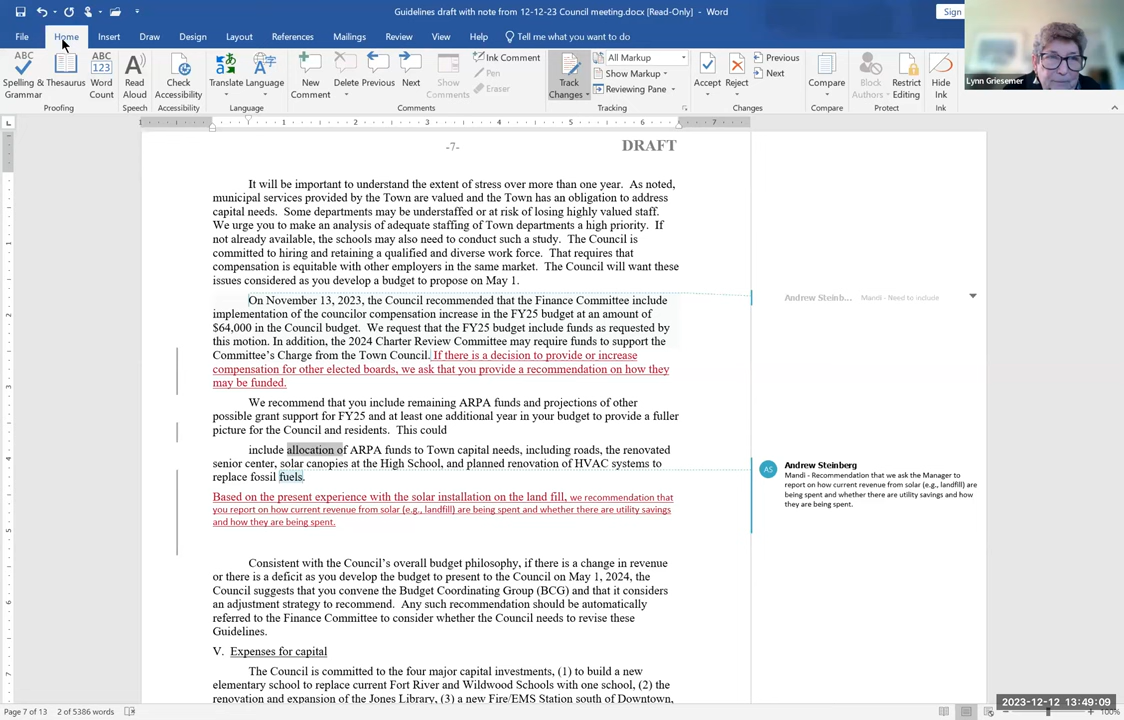 Guidelines draft with note from 12-12-23 Council meeting.docx [Read-Only] - Word
Sign
File Home Insert Draw Design Layout References Mailings Review View Help Tell me what you want to do
Lynn Griesemer
ABC
Spelling &
Grammar
Thesaurus
ABC
123
Word
Count
Read
Aloud
Check
Accessibility
Translate
Language
New
Comment
Delete
Previous
Next
Show
Comments
Ink Comment
Pen
Eraser
Track
Changes
All Markup
Show Markup
Reviewing Pane
Accept
Reject
Previous
Next
Compare
Block
Authors
Restrict
Editing
Hide
Ink
Proofing
Speech
Accessibility
Language
Comments
Tracking
Changes
Compare
Protect
Ink
-7- DRAFT
It will be important to understand the extent of stress over more than one year. As noted,
municipal services provided by the Town are valued and the Town has an obligation to address
capital needs. Some departments may be understaffed or at risk of losing highly valued staff.
We urge you to make an analysis of adequate staffing of Town departments a high priority. If
not already available, the schools may also need to conduct such a study. The Council is
committed to hiring and retaining a qualified and diverse work force. That requires that
compensation is equitable with other employers in the same market. The Council will want these
issues considered as you develop a budget to propose on May 1.
On November 13, 2023, the Council recommended that the Finance Committee include
implementation of the councilor compensation increase in the FY25 budget at an amount of
$64,000 in the Council budget. We request that the FY25 budget include funds as requested by
this motion. In addition, the 2024 Charter Review Committee may require funds to support the
Committee's Charge from the Town Council. If there is a decision to provide or increase
compensation for other elected boards, we ask that you provide a recommendation on how they
may be funded.
Andrew Steinb... Mandi - Need to include
We recommend that you include remaining ARPA funds and projections of other
possible grant support for FY25 and at least one additional year in your budget to provide a fuller
picture for the Council and residents. This could
include allocation of ARPA funds to Town capital needs, including roads, the renovated
senior center, solar canopies at the High School, and planned renovation of HVAC systems to
replace fossil fuels.
Based on the present experience with the solar installation on the land fill, we recommendation that
you report on how current revenue from solar (e.g., landfill) are being spent and whether there are utility savings
and how they are being spent.
AS
Andrew Steinberg
Mandi - Recommendation that we ask the Manager to
report on how current revenue from solar (e.g., landfill) are
being spent and whether there are utility savings and how
they are being spent.
Consistent with the Council's overall budget philosophy, if there is a change in revenue
or there is a deficit as you develop the budget to present to the Council on May 1, 2024, the
Council suggests that you convene the Budget Coordinating Group (BCG) and that it considers
an adjustment strategy to recommend. Any such recommendation should be automatically
referred to the Finance Committee to consider whether the Council needs to revise these
Guidelines.
V. Expenses for capital
The Council is committed to the four major capital investments, (1) to build a new
elementary school to replace current Fort River and Wildwood Schools with one school, (2) the
renovation and expansion of the Jones Library, (3) a new Fire/EMS Station south of Downtown,
2023-12-12 13:49:09
Page 7 of 13 2 of 5386 words
100%